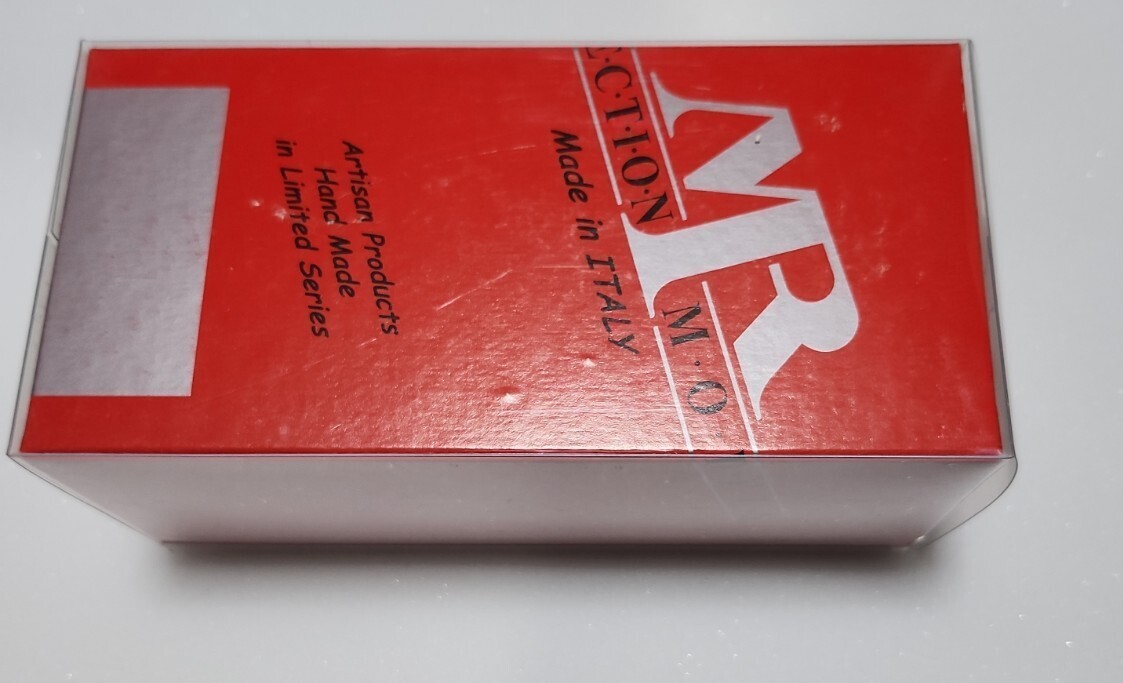 MR
E·C·T·I·O·N
M·O
Made in ITALY
Artisan Products
Hand Made
in Limited Series